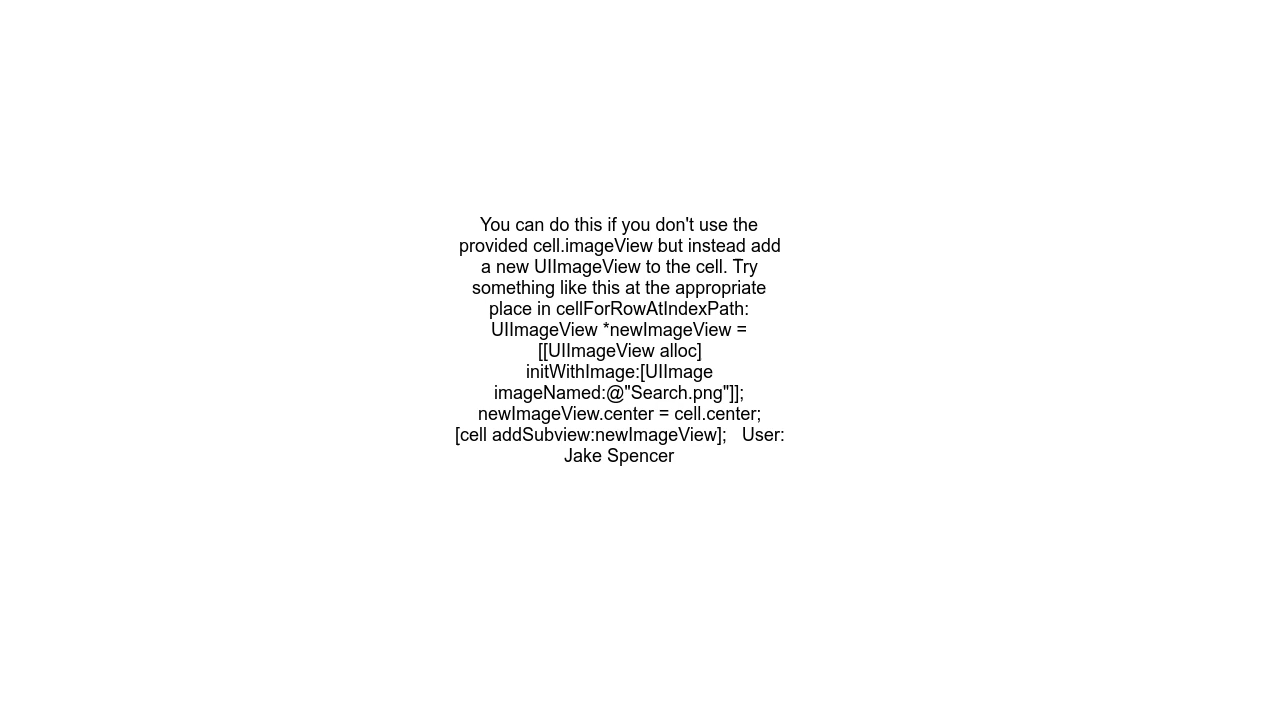 You can do this if you don't use the
provided cell.imageView but instead add
a new UIImageView to the cell. Try
something like this at the appropriate
place in cellForRowAtIndexPath:
UIImageView *newImageView =
[[UIImageView alloc]
initWithImage:[UIImage
imageNamed:@"Search.png"]];
newImageView.center = cell.center;
[cell addSubview:newImageView];   User:
Jake Spencer